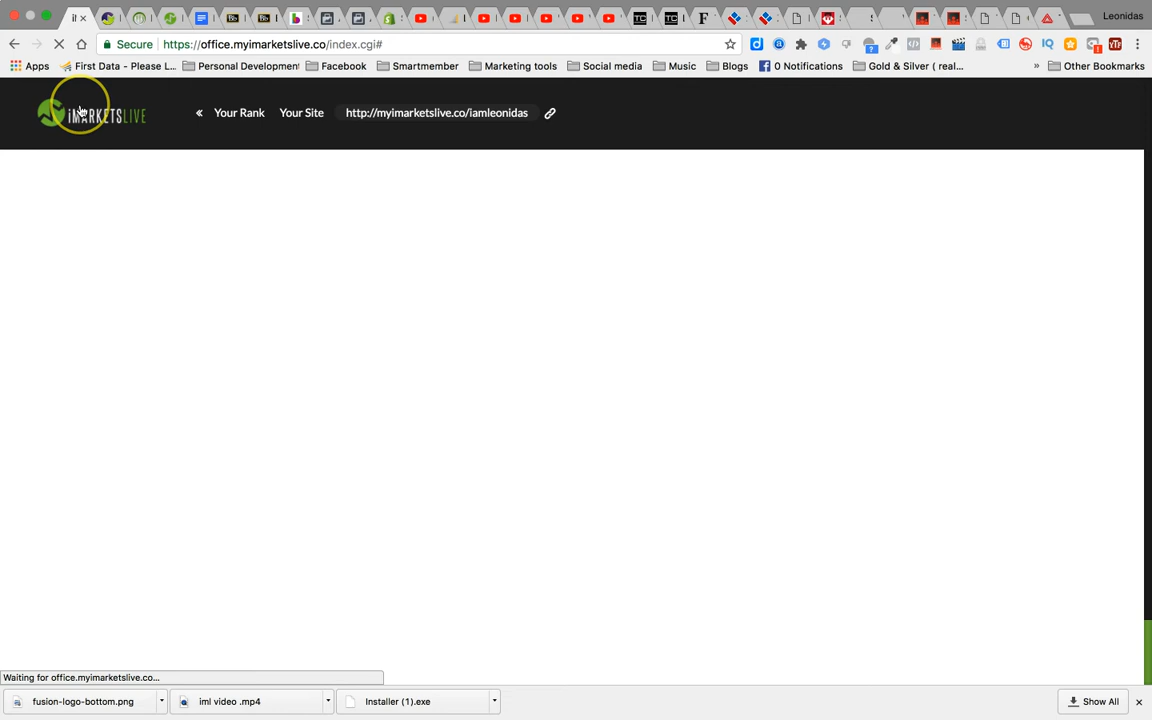 Leonidas
Secure https://office.myimarketslive.co/index.cgi#
Apps First Data - Please L... Personal Development Facebook Smartmember Marketing tools Social media Music Blogs 0 Notifications Gold & Silver ( real... » Other Bookmarks
iMARKETSLIVE « Your Rank Your Site http://myimarketslive.co/iamleonidas
Waiting for office.myimarketslive.co...
fusion-logo-bottom.png iml video .mp4 Installer (1).exe Show All